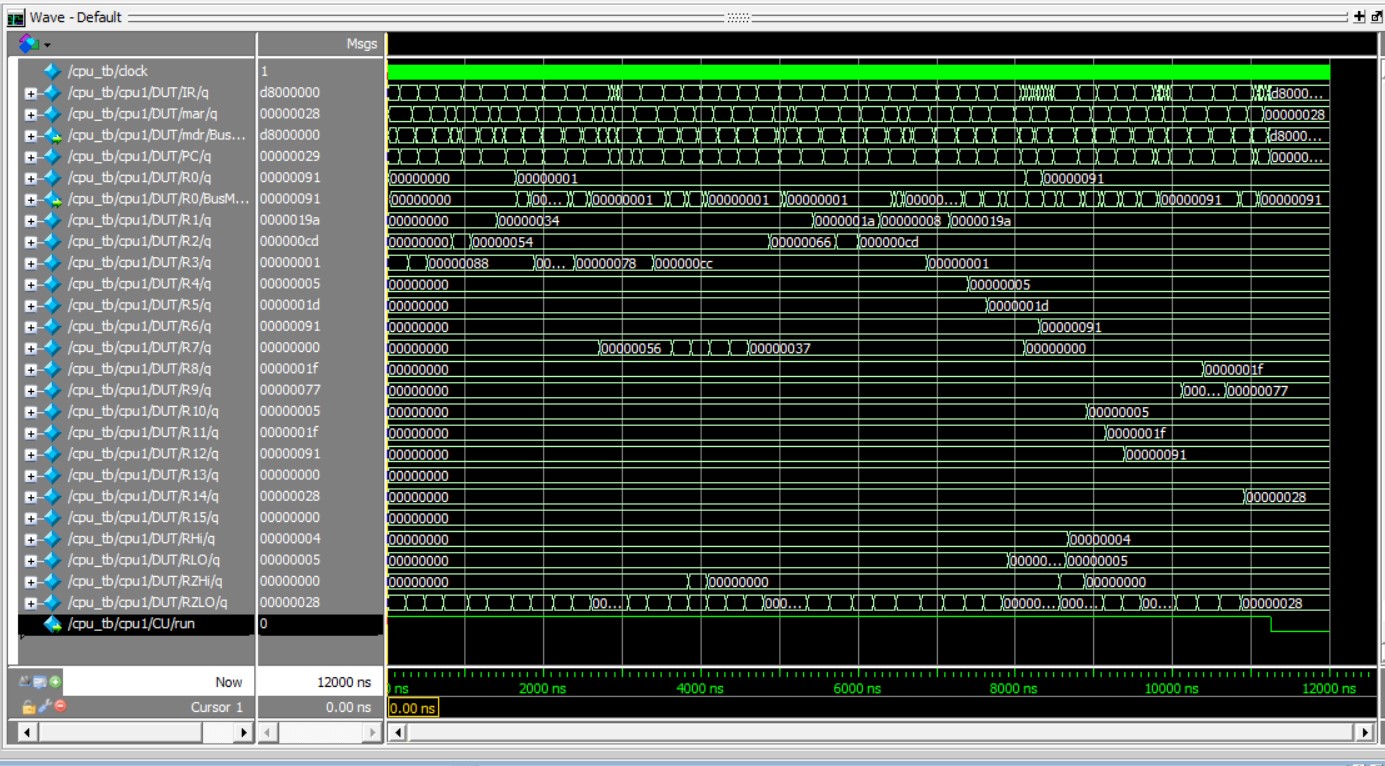 Wave - Default
Msgs
/cpu_tb/clock 1
/cpu_tb/cpu1/DUT/IR/q d8000000 d8000...
/cpu_tb/cpu1/DUT/mar/q 00000028 00000028
/cpu_tb/cpu1/DUT/mdr/Bus... d8000000 d8000...
/cpu_tb/cpu1/DUT/PC/q 00000029 00000...
/cpu_tb/cpu1/DUT/R0/q 00000091 00000000 00000001 00000091
/cpu_tb/cpu1/DUT/R0/BusM... 00000091 00000000 00... 00000001 00000001 00000001 00000... 00000091 00000091
/cpu_tb/cpu1/DUT/R1/q 0000019a 00000000 00000034 0000001a 00000008 0000019a
/cpu_tb/cpu1/DUT/R2/q 000000cd 00000000 00000054 00000066 000000cd
/cpu_tb/cpu1/DUT/R3/q 00000001 00000088 00... 00000078 000000cc 00000001
/cpu_tb/cpu1/DUT/R4/q 00000005 00000000 00000005
/cpu_tb/cpu1/DUT/R5/q 0000001d 00000000 0000001d
/cpu_tb/cpu1/DUT/R6/q 00000091 00000000 00000091
/cpu_tb/cpu1/DUT/R7/q 00000000 00000000 00000056 00000037 00000000
/cpu_tb/cpu1/DUT/R8/q 0000001f 00000000 0000001f
/cpu_tb/cpu1/DUT/R9/q 00000077 00000000 000... 00000077
/cpu_tb/cpu1/DUT/R10/q 00000005 00000000 00000005
/cpu_tb/cpu1/DUT/R11/q 0000001f 00000000 0000001f
/cpu_tb/cpu1/DUT/R12/q 00000091 00000000 00000091
/cpu_tb/cpu1/DUT/R13/q 00000000 00000000
/cpu_tb/cpu1/DUT/R14/q 00000028 00000000 00000028
/cpu_tb/cpu1/DUT/R15/q 00000000 00000000
/cpu_tb/cpu1/DUT/RHi/q 00000004 00000000 00000004
/cpu_tb/cpu1/DUT/RLO/q 00000005 00000000 00000... 00000005
/cpu_tb/cpu1/DUT/RZHi/q 00000000 00000000 00000000 00000000
/cpu_tb/cpu1/DUT/RZLO/q 00000028 00... 000... 00000... 000... 00... 00000028
/cpu_tb/cpu1/CU/run 0
Now 12000 ns ns 2000 ns 4000 ns 6000 ns 8000 ns 10000 ns 12000 ns
Cursor 1 0.00 ns 0.00 ns